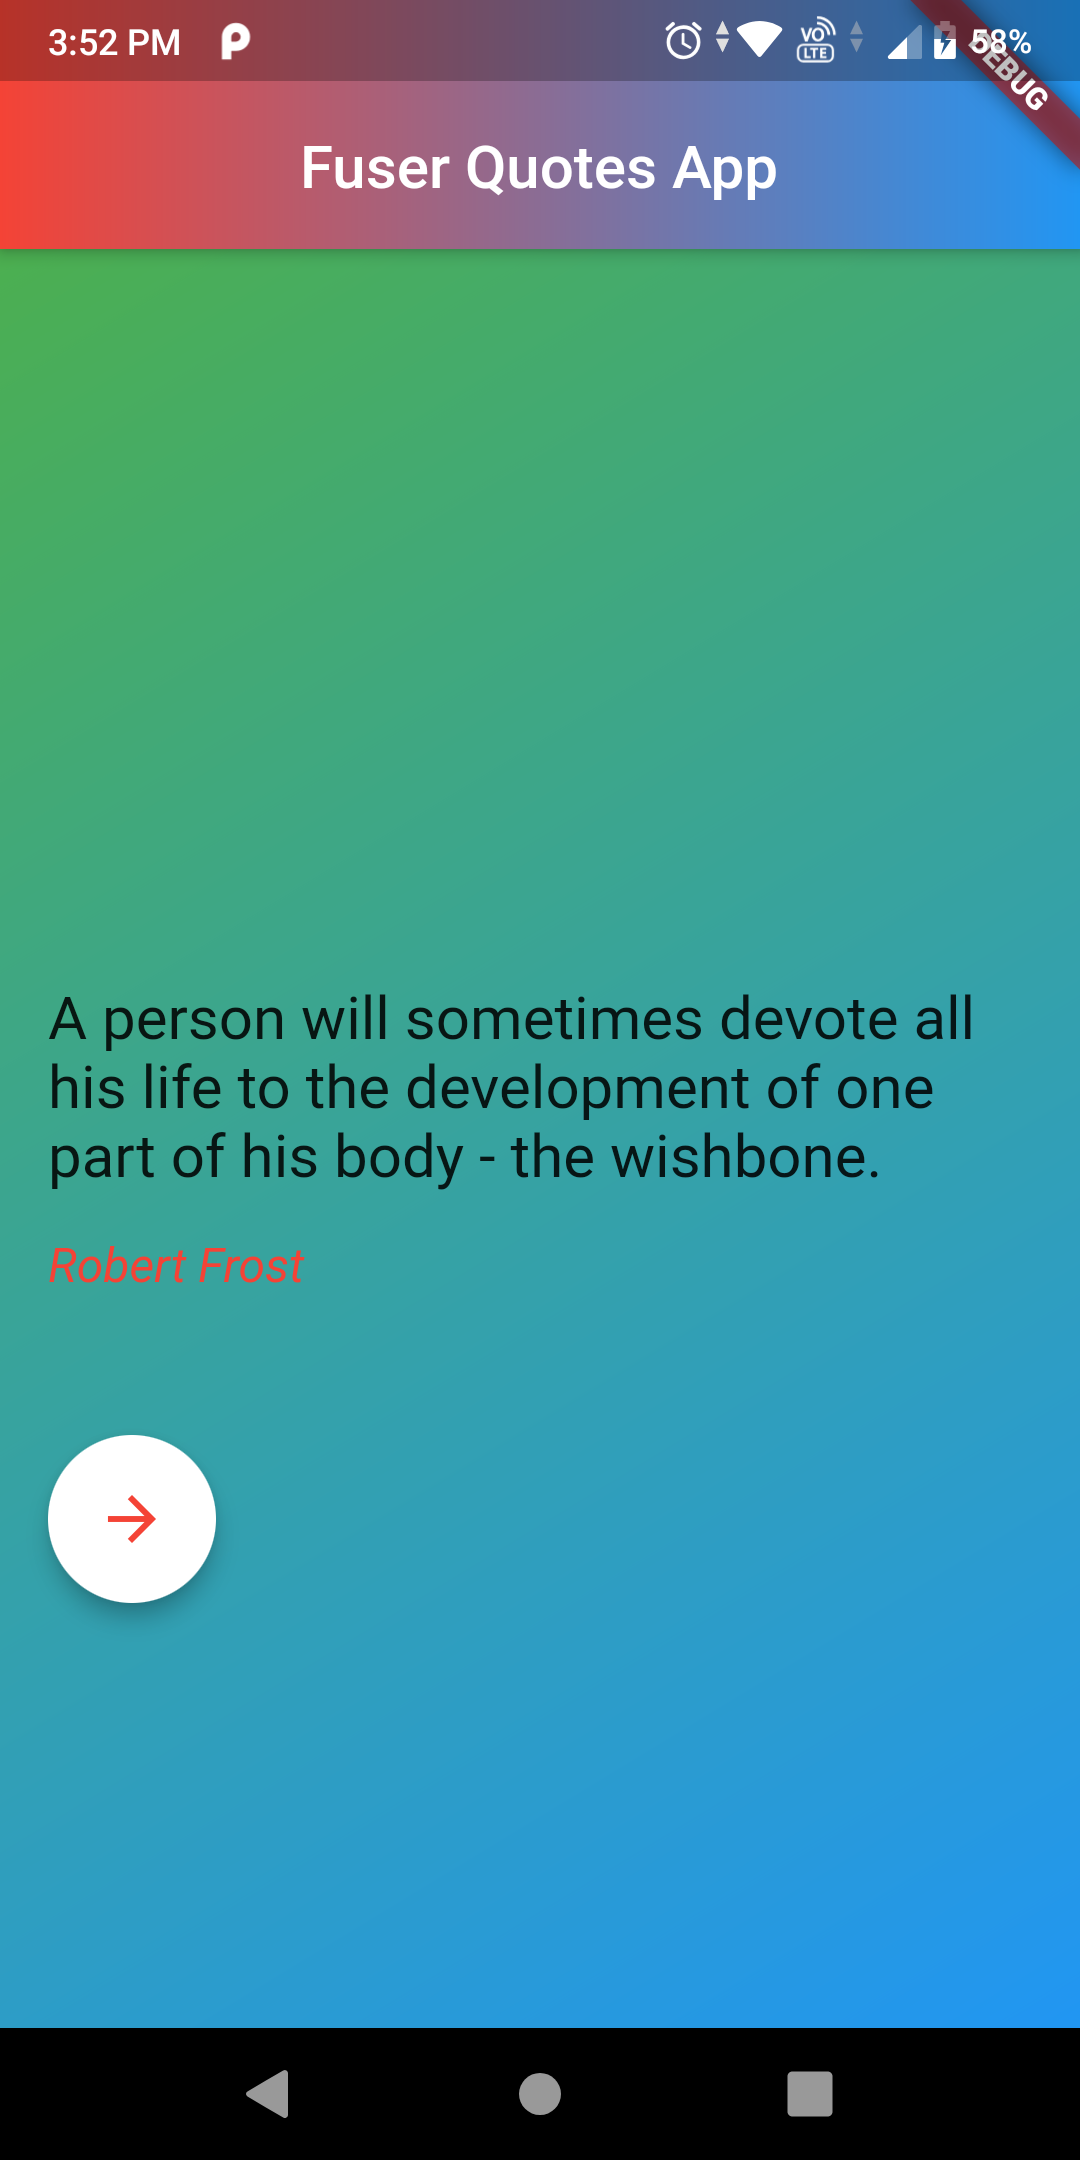 3:52 PM
VO
LTE
58%
DEBUG
Fuser Quotes App
A person will sometimes devote all
his life to the development of one
part of his body - the wishbone.
Robert Frost